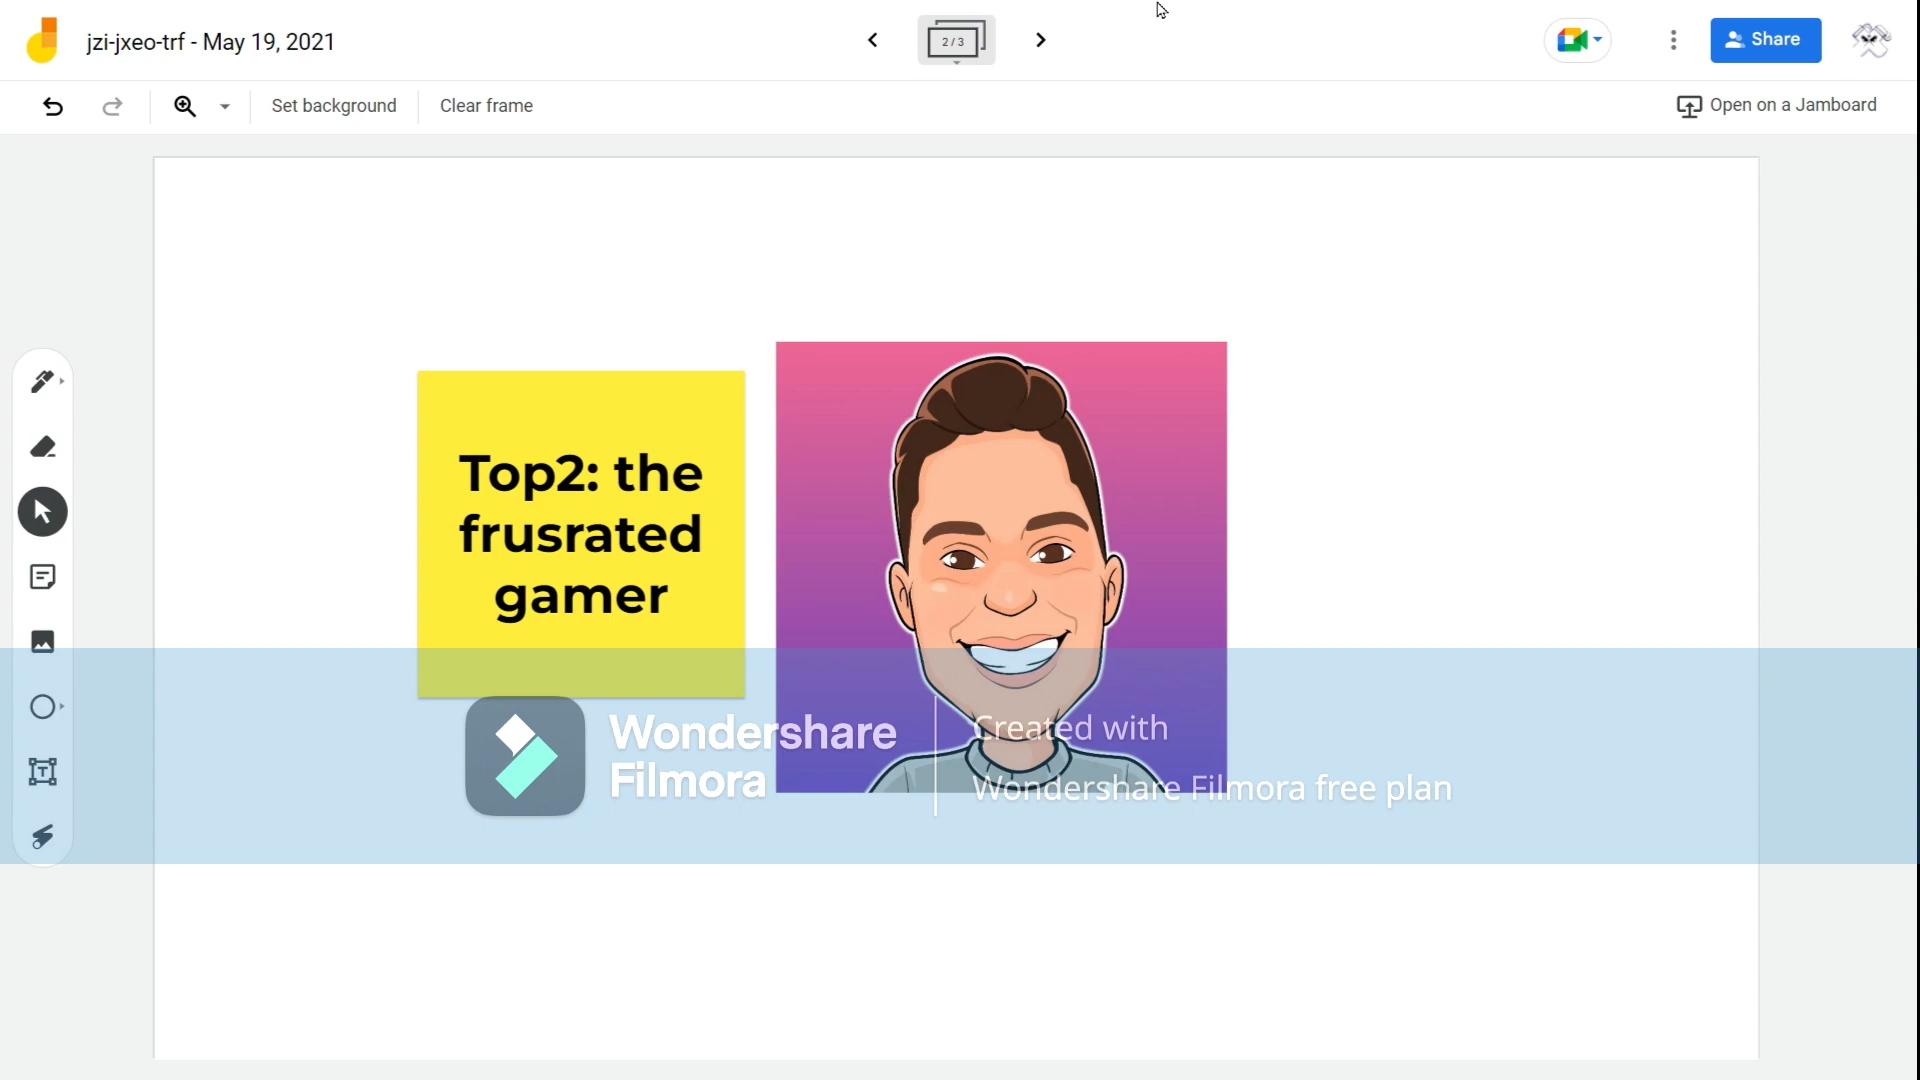 jzi-jxeo-trf - May 19, 2021
2 / 3
Share
Set background
Clear frame
Open on a Jamboard
Top2: the
frusrated
gamer
Wondershare
Filmora
Created with
Wondershare Filmora free plan